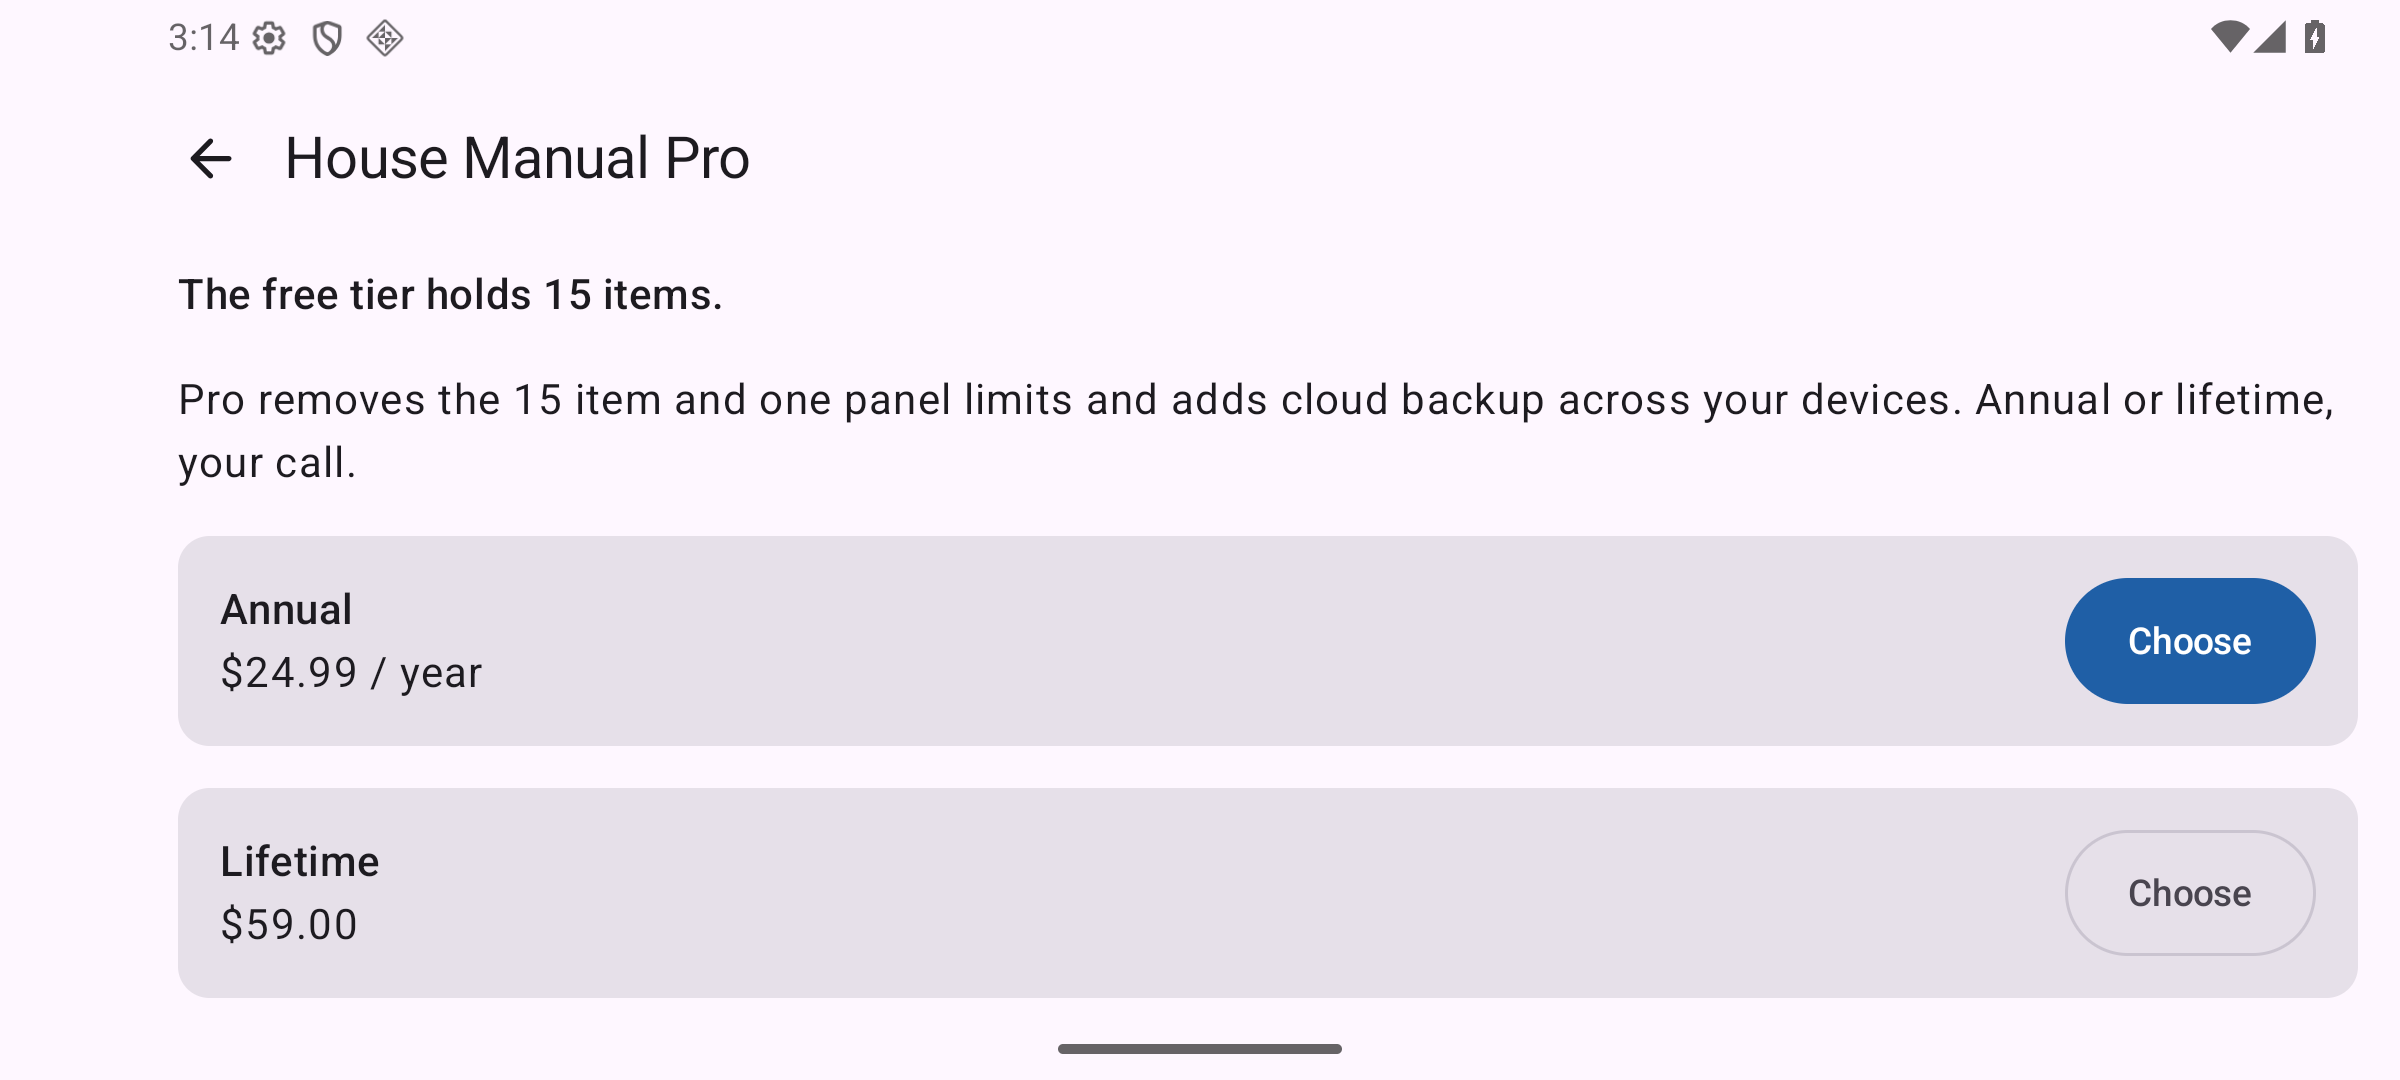 3:14
House Manual Pro
The free tier holds 15 items.
Pro removes the 15 item and one panel limits and adds cloud backup across your devices. Annual or lifetime,
your call.
Annual
$24.99 / year
Choose
Lifetime
$59.00
Choose